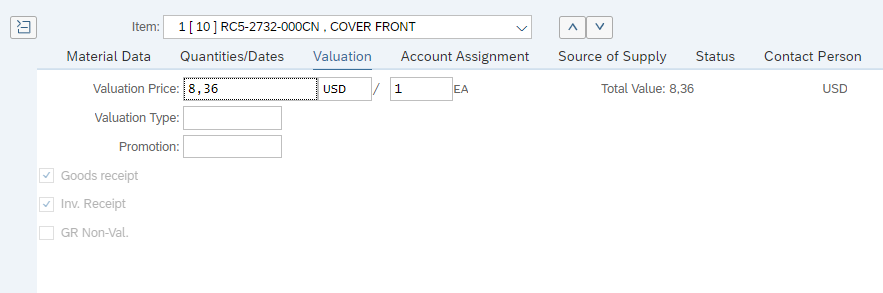 Item: 1 [ 10 ] RC5-2732-000CN , COVER FRONT
Material Data Quantities/Dates Valuation Account Assignment Source of Supply Status Contact Person
Valuation Price: 8,36 USD / 1 EA Total Value: 8,36 USD
Valuation Type:
Promotion:
Goods receipt
Inv. Receipt
GR Non-Val.